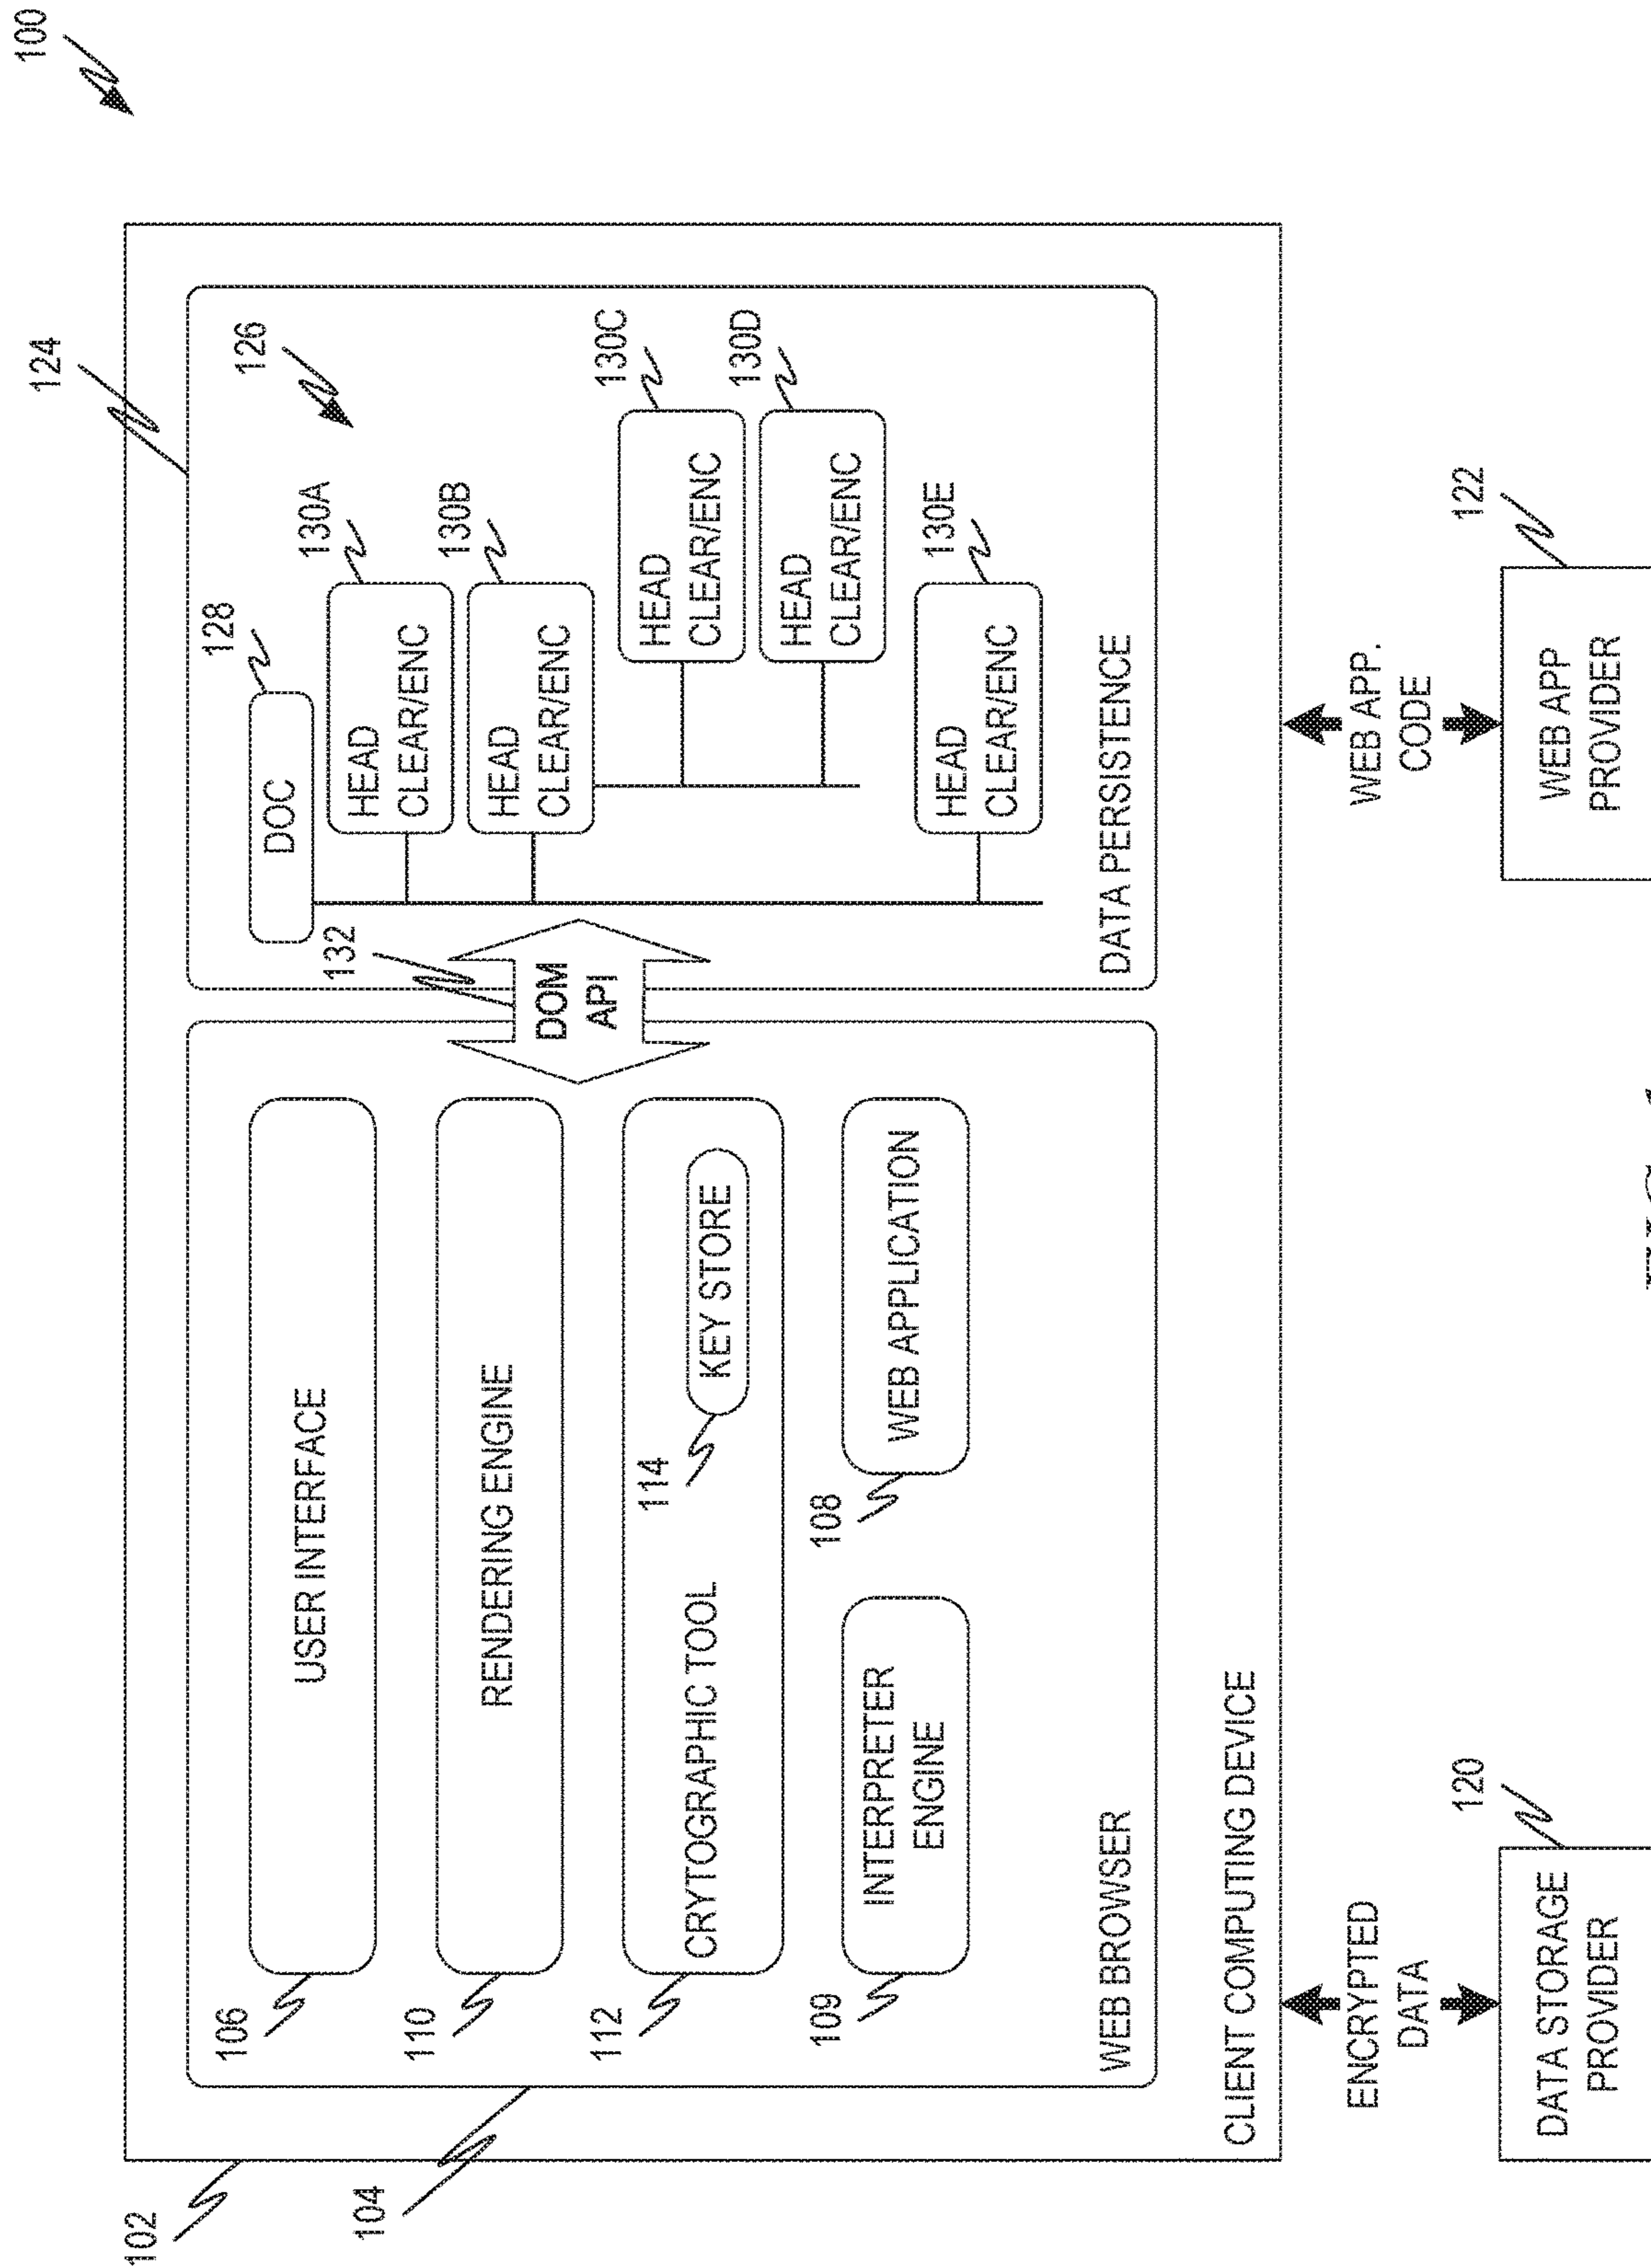 100
124
126
128
130A
130B
130C
130D
130E
132
DOC
HEAD
CLEAR/ENC
HEAD
CLEAR/ENC
HEAD
CLEAR/ENC
HEAD
CLEAR/ENC
HEAD
CLEAR/ENC
DATA PERSISTENCE
DOM
API
106
USER INTERFACE
110
RENDERING ENGINE
112
CRYTOGRAPHIC TOOL
114
KEY STORE
109
INTERPRETER
ENGINE
108
WEB APPLICATION
WEB BROWSER
104
102
CLIENT COMPUTING DEVICE
ENCRYPTED
DATA
120
DATA STORAGE
PROVIDER
WEB APP.
CODE
122
WEB APP
PROVIDER